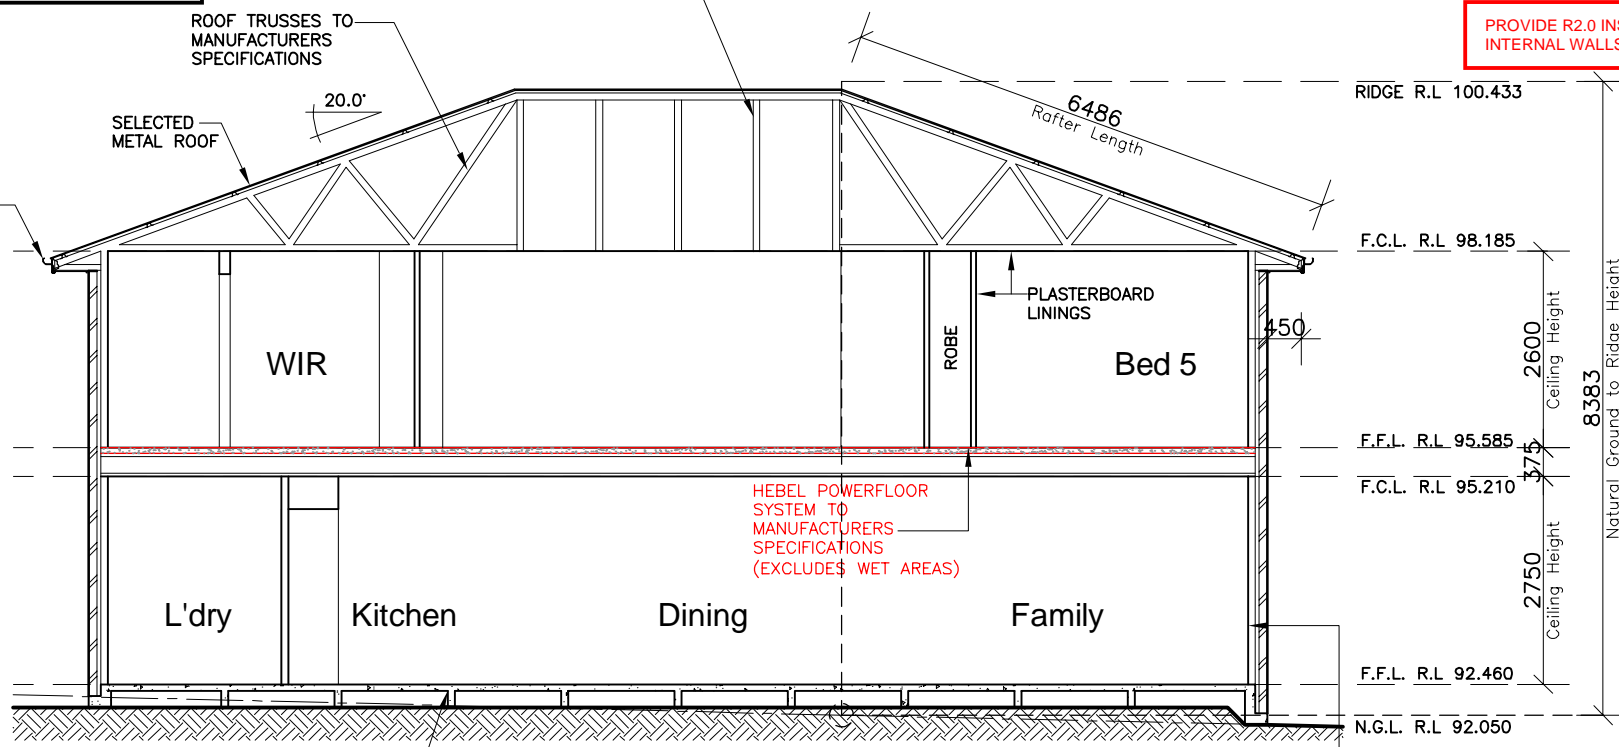 ROOF TRUSSES TO
MANUFACTURERS
SPECIFICATIONS
PROVIDE R2.0
INTERNAL WALLS
20.0°
SELECTED
METAL ROOF
6486
Rafter Length
RIDGE R.L 100.433
F.C.L. R.L 98.185
PLASTERBOARD
LININGS
450
WIR
ROBE
Bed 5
2600
Ceiling Height
8383
Natural Ground to Ridge Height
F.F.L. R.L 95.585
375
F.C.L. R.L 95.210
HEBEL POWERFLOOR
SYSTEM TO
MANUFACTURERS
SPECIFICATIONS
(EXCLUDES WET AREAS)
2750
Ceiling Height
L'dry
Kitchen
Dining
Family
F.F.L. R.L 92.460
N.G.L. R.L 92.050